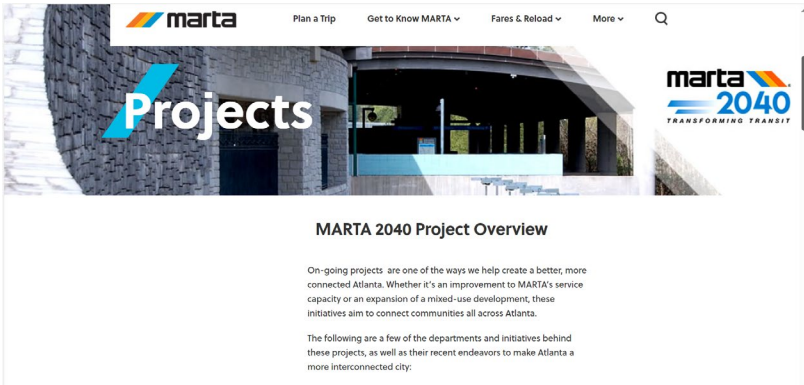 marta
Plan a Trip
Get to Know MARTA
Fares & Reload
More
Projects
marta
2040
TRANSFORMING TRANSIT
MARTA 2040 Project Overview
On-going projects are one of the ways we help create a better, more
connected Atlanta. Whether it's an improvement to MARTA's service
capacity or an expansion of a mixed-use development, these
initiatives aim to connect communities all across Atlanta.
The following are a few of the departments and initiatives behind
these projects, as well as their recent endeavors to make Atlanta a
more interconnected city: